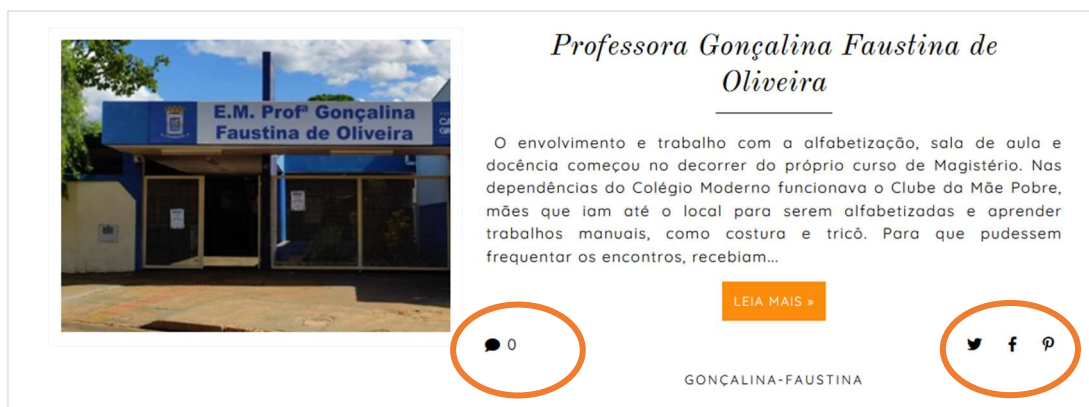 E.M. Profª Gonçalina
Faustina de Oliveira
Professora Gonçalina Faustina de
Oliveira
O envolvimento e trabalho com a alfabetização, sala de aula e
docência começou no decorrer do próprio curso de Magistério. Nas
dependências do Colégio Moderno funcionava o Clube da Mãe Pobre,
mães que iam até o local para serem alfabetizadas e aprender
trabalhos manuais, como costura e tricô. Para que pudessem
frequentar os encontros, recebiam...
LEIA MAIS »
0
GONÇALINA-FAUSTINA